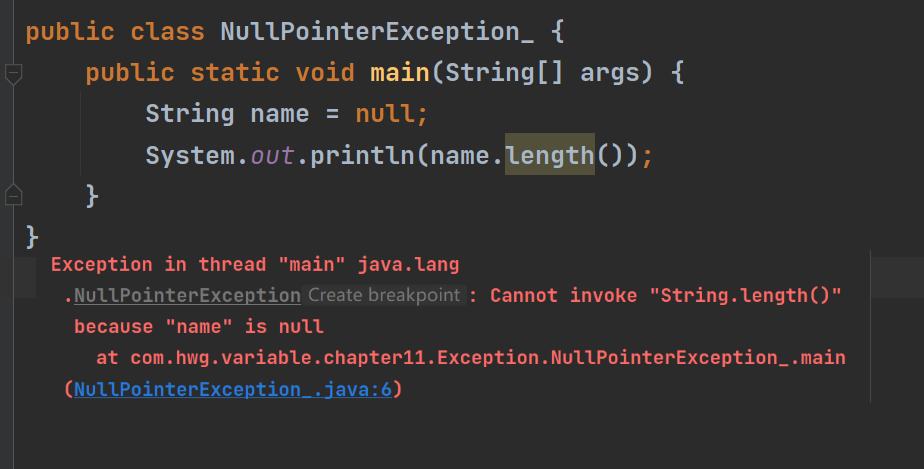 public class NullPointerException_ {
public static void main(String[] args) {
String name = null;
System.out.println(name.length());
}
}
Exception in thread "main" java.lang
.NullPointerException Create breakpoint : Cannot invoke "String.length()"
because "name" is null
at com.hwg.variable.chapter11.Exception.NullPointerException_.main
(NullPointerException_.java:6)